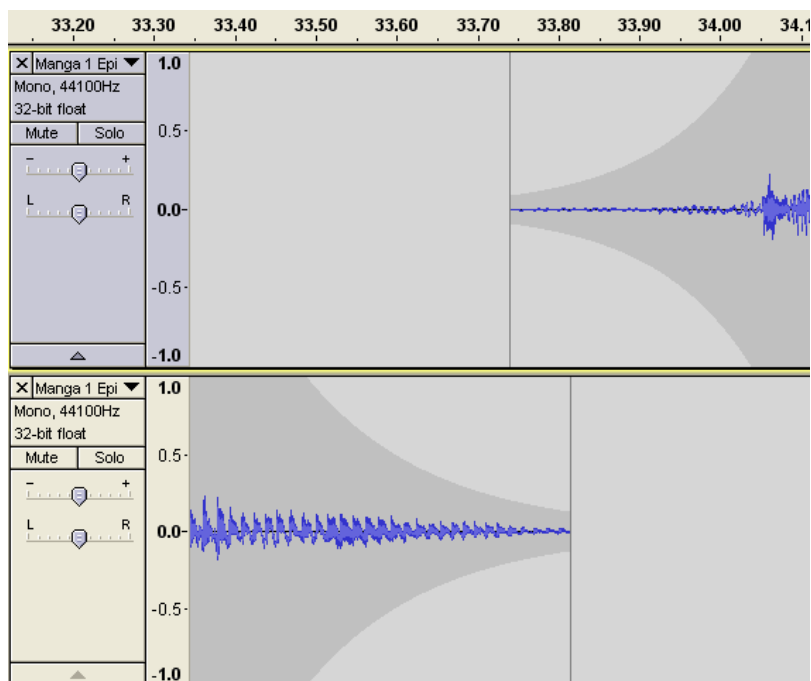 33.20 33.30 33.40 33.50 33.60 33.70 33.80 33.90 34.00 34.1
X Manga 1 Epi
Mono, 44100Hz
32-bit float
Mute Solo
- +
L R
1.0
0.5-
0.0-
-0.5-
-1.0
X Manga 1 Epi
Mono, 44100Hz
32-bit float
Mute Solo
- +
L R
1.0
0.5-
0.0-
-0.5-
-1.0